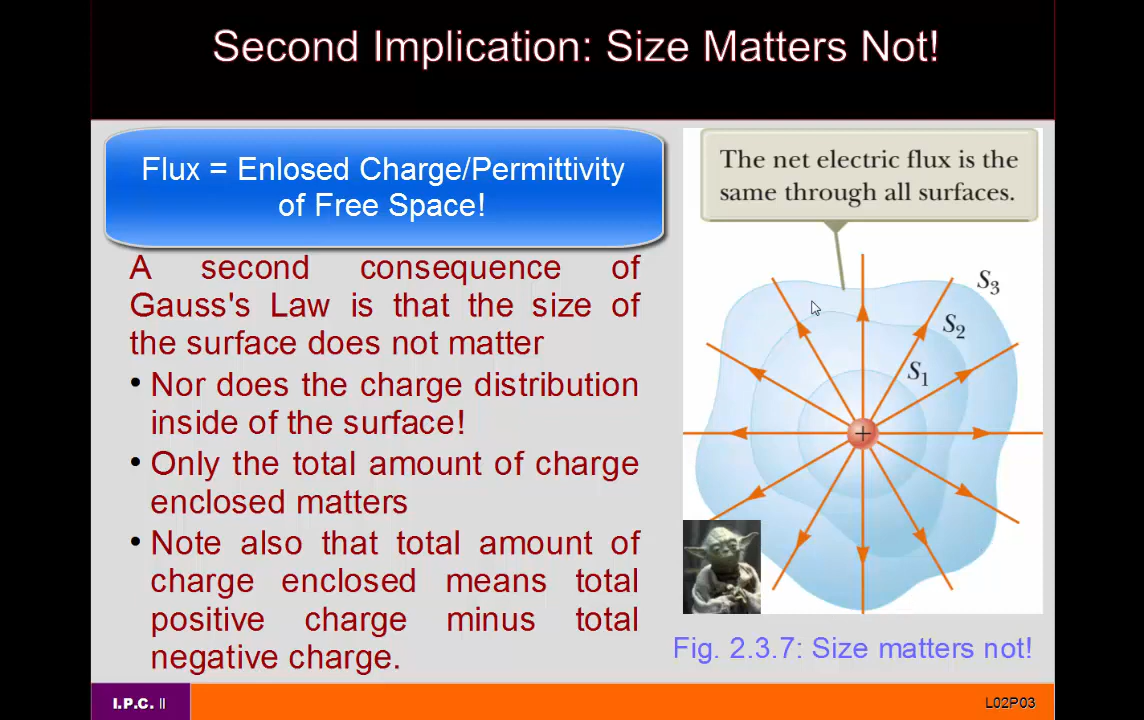 Second Implication: Size Matters Not!
Flux = Enlosed Charge/Permittivity
of Free Space!
A second consequence of
Gauss's Law is that the size of
the surface does not matter
• Nor does the charge distribution
inside of the surface!
• Only the total amount of charge
enclosed matters
• Note also that total amount of
charge enclosed means total
positive charge minus total
negative charge.
The net electric flux is the
same through all surfaces.
S3
S2
S1
+
Fig. 2.3.7: Size matters not!
I.P.C. II
L02P03